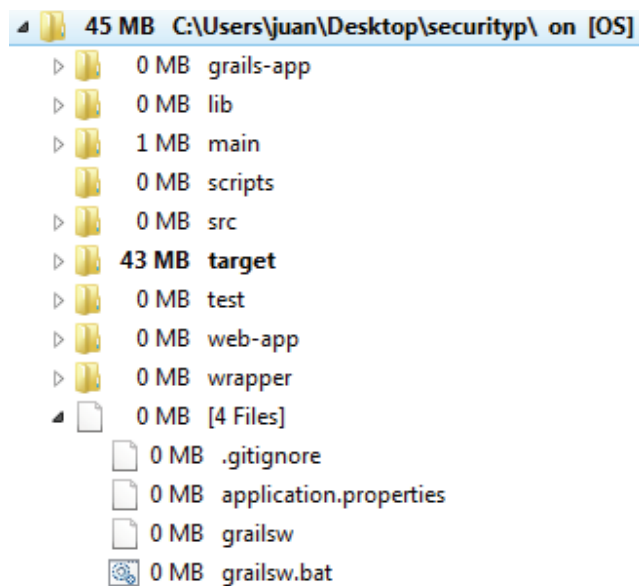 45 MB C:\Users\juan\Desktop\securityp\ on [OS]
0 MB grails-app
0 MB lib
1 MB main
0 MB scripts
0 MB src
43 MB target
0 MB test
0 MB web-app
0 MB wrapper
0 MB [4 Files]
0 MB .gitignore
0 MB application.properties
0 MB grailsw
0 MB grailsw.bat